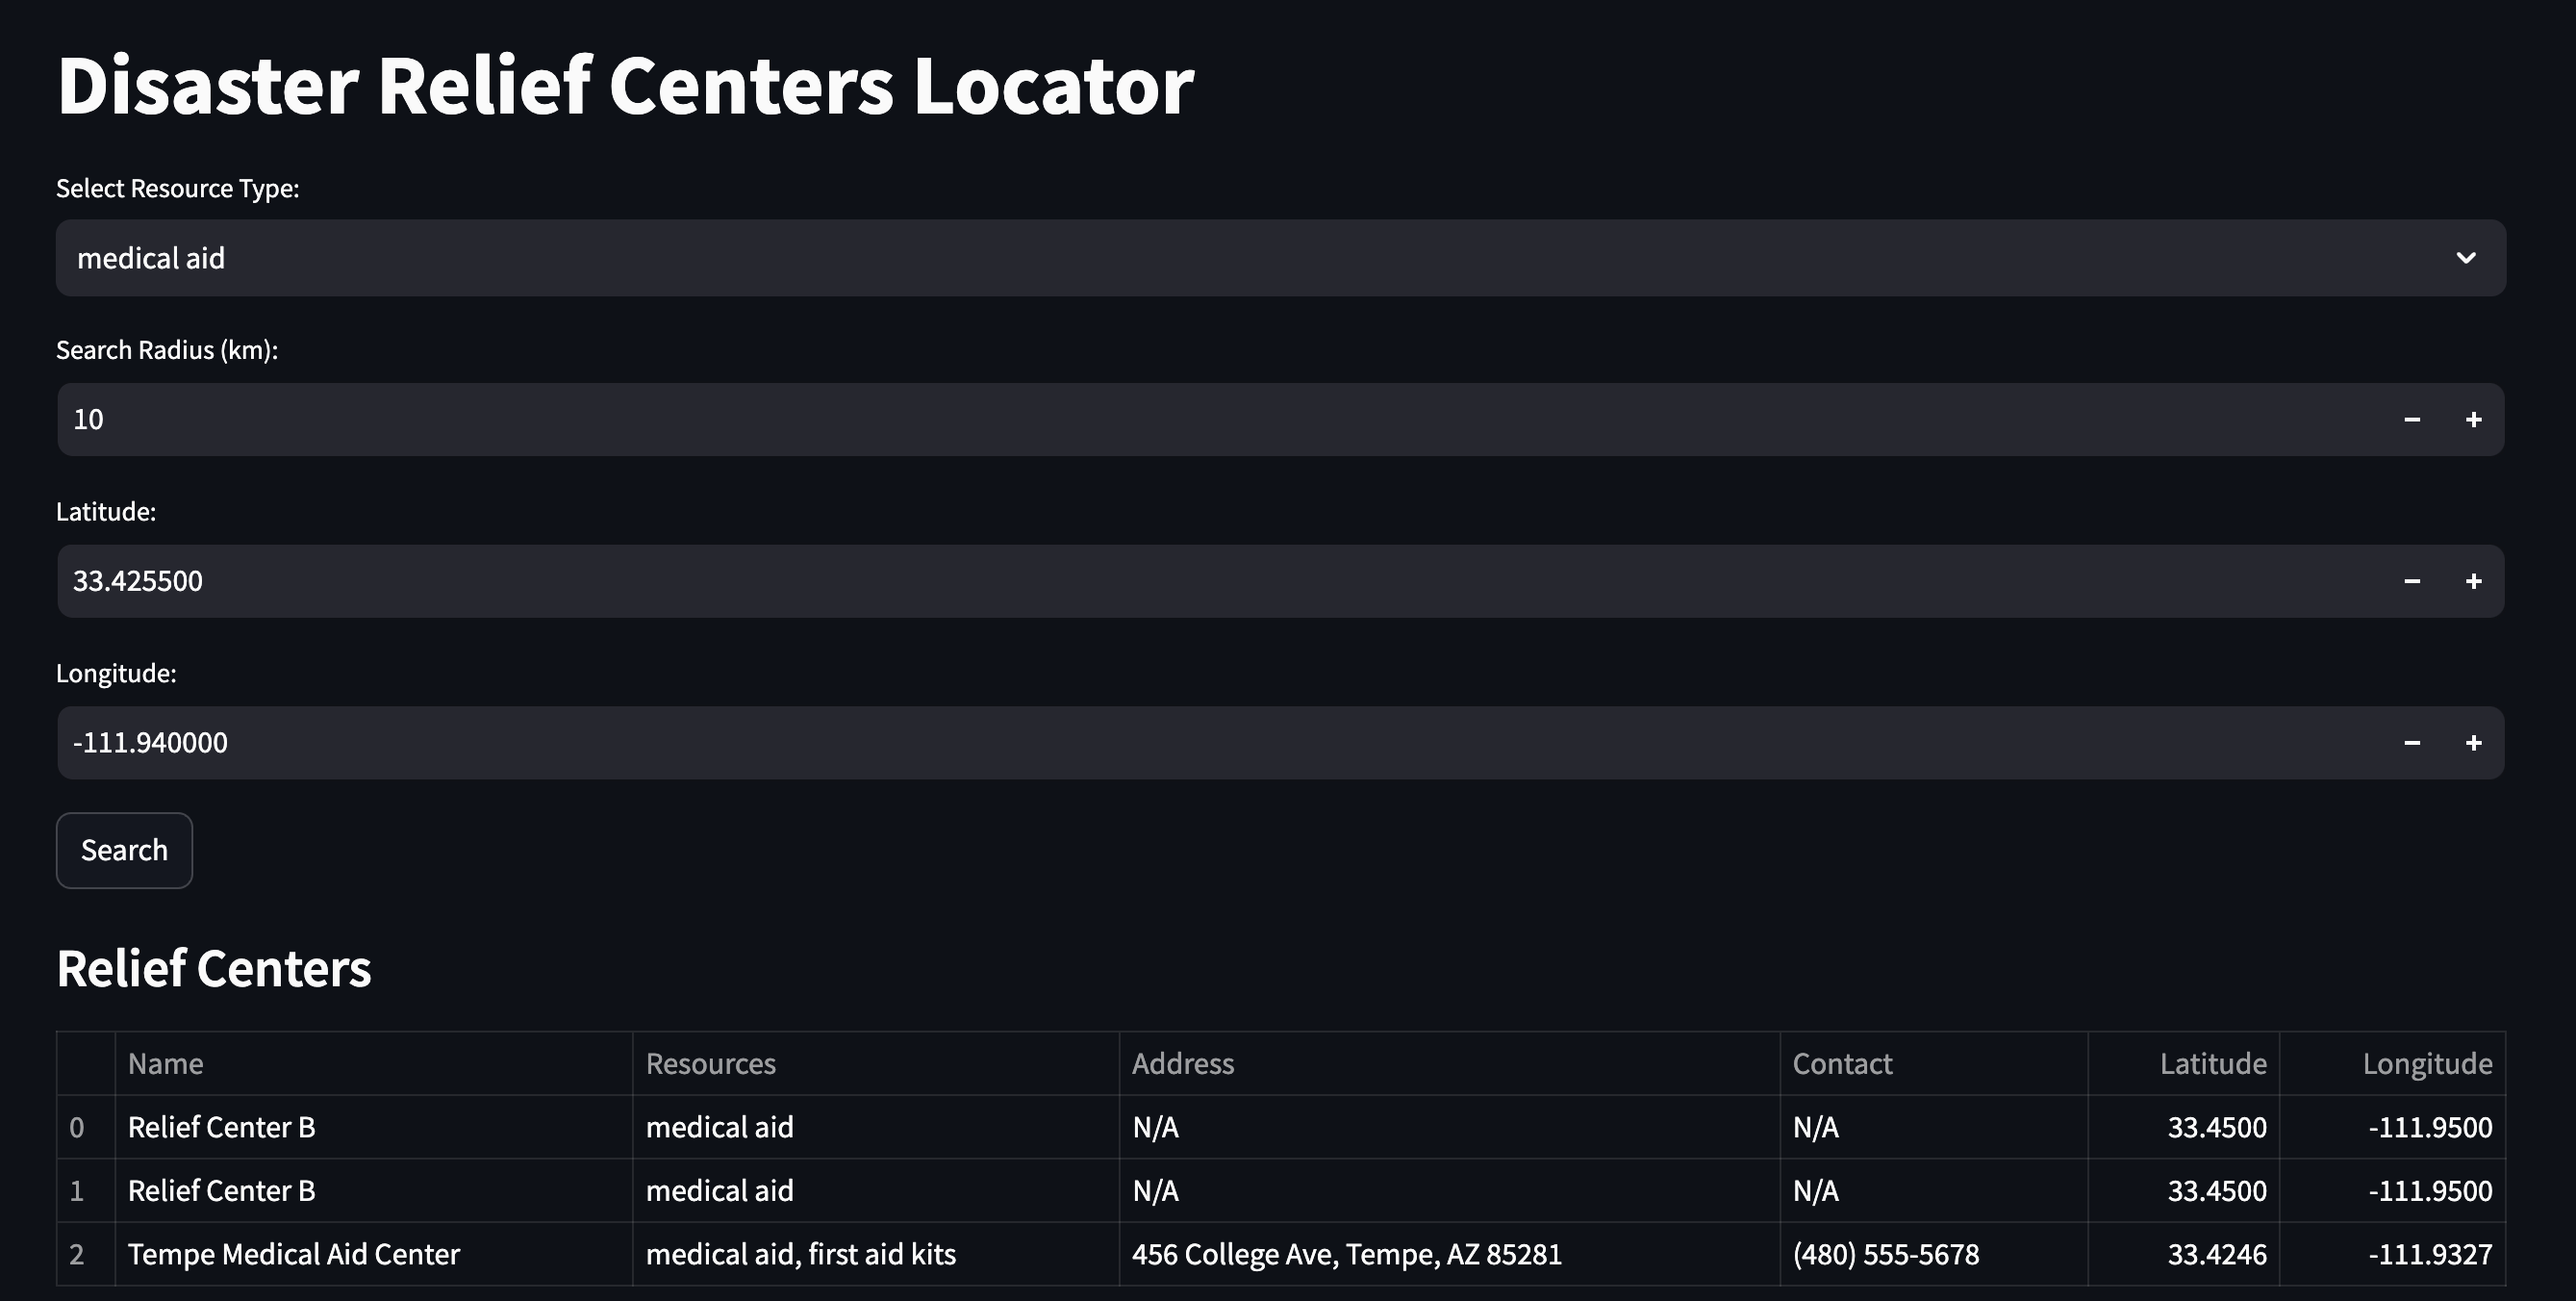 Disaster Relief Centers Locator
Select Resource Type:
medical aid
Search Radius (km):
10
Latitude:
33.425500
Longitude:
-111.940000
Search
Relief Centers
Name Resources Address Contact Latitude Longitude
0 Relief Center B medical aid N/A N/A 33.4500 -111.9500
1 Relief Center B medical aid N/A N/A 33.4500 -111.9500
2 Tempe Medical Aid Center medical aid, first aid kits 456 College Ave, Tempe, AZ 85281 (480) 555-5678 33.4246 -111.9327